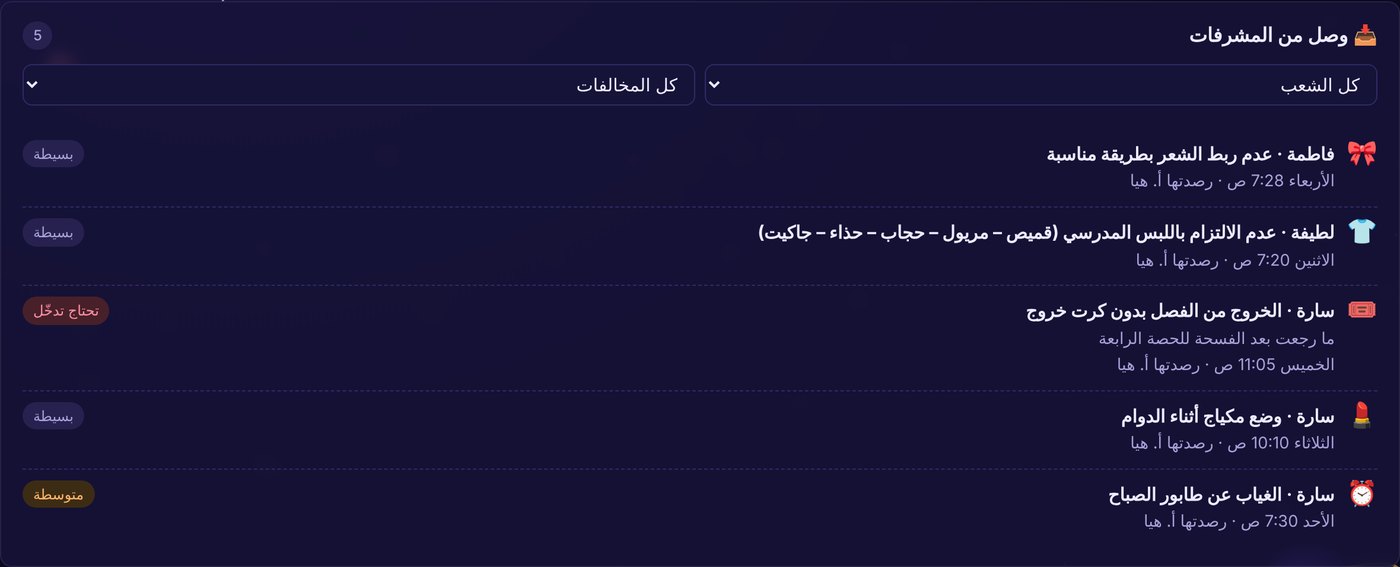 وصل من المشرفات
5
كل الشعب
كل المخالفات
فاطمة · عدم ربط الشعر بطريقة مناسبة
بسيطة
الأربعاء 7:28 ص · رصدتها أ. هيا
لطيفة · عدم الالتزام باللبس المدرسي (قميص – مريول – حجاب – حذاء – جاكيت)
بسيطة
الاثنين 7:20 ص · رصدتها أ. هيا
سارة · الخروج من الفصل بدون كرت خروج
تحتاج تدخّل
ما رجعت بعد الفسحة للحصة الرابعة
الخميس 11:05 ص · رصدتها أ. هيا
سارة · وضع مكياج أثناء الدوام
بسيطة
الثلاثاء 10:10 ص · رصدتها أ. هيا
سارة · الغياب عن طابور الصباح
متوسطة
الأحد 7:30 ص · رصدتها أ. هيا